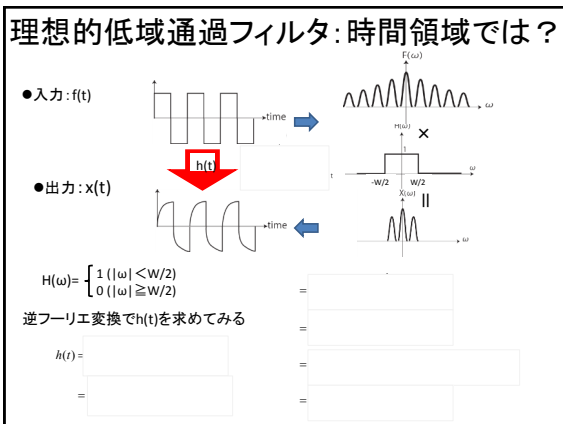 理想的低域通過フィルタ:時間領域では?
F(ω)
●入力:f(t)
ω
time
H(ω)
×
h(t)
1
t
-W/2
W/2
ω
●出力:x(t)
X(ω)
=
time
ω
H(ω)= { 1 (|ω|<W/2)
0 (|ω|≧W/2)
=
逆フーリエ変換でh(t)を求めてみる
=
h(t) =
=
=
=